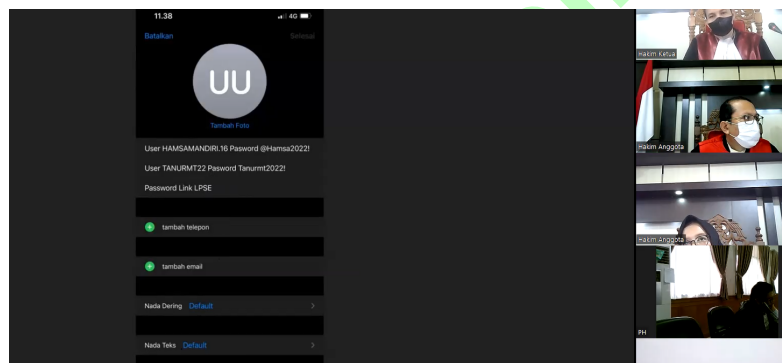 11.38
4G
Batalkan
Selesai
UU
Tambah Foto
User HAMSAMANDIRI.16 Pasword @Hamsa2022!
User TANURMT22 Pasword Tanurmt2022!
Password Link LPSE
tambah telepon
tambah email
Nada Dering Default
Nada Teks Default
Hakim Ketua
Hakim Anggota
Hakim Anggota
PH